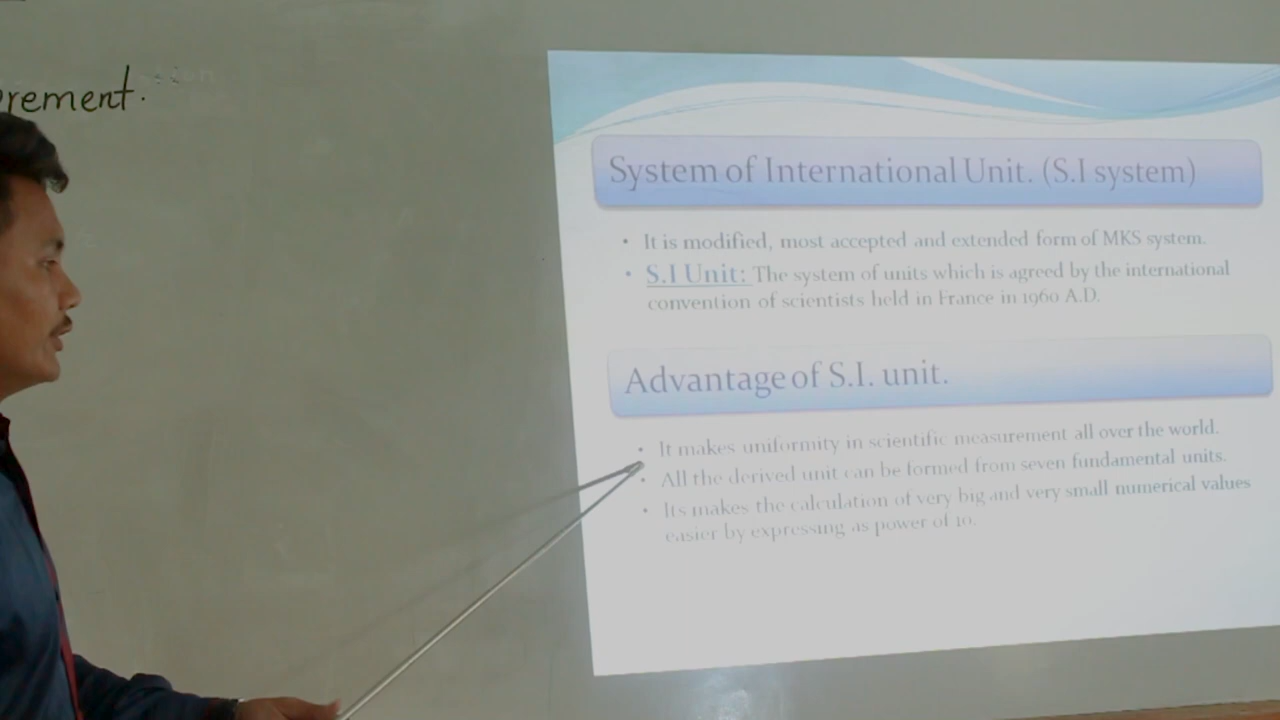 rement.
System of International Unit. (S.I system)
• It is modified, most accepted and extended form of MKS system.
• S.I Unit: The system of units which is agreed by the international
convention of scientists held in France in 1960 A.D.
Advantage of S.I. unit.
• It makes uniformity in scientific measurement all over the world.
• All the derived unit can be formed from seven fundamental units.
• Its makes the calculation of very big and very small numerical values
easier by expressing as power of 10.